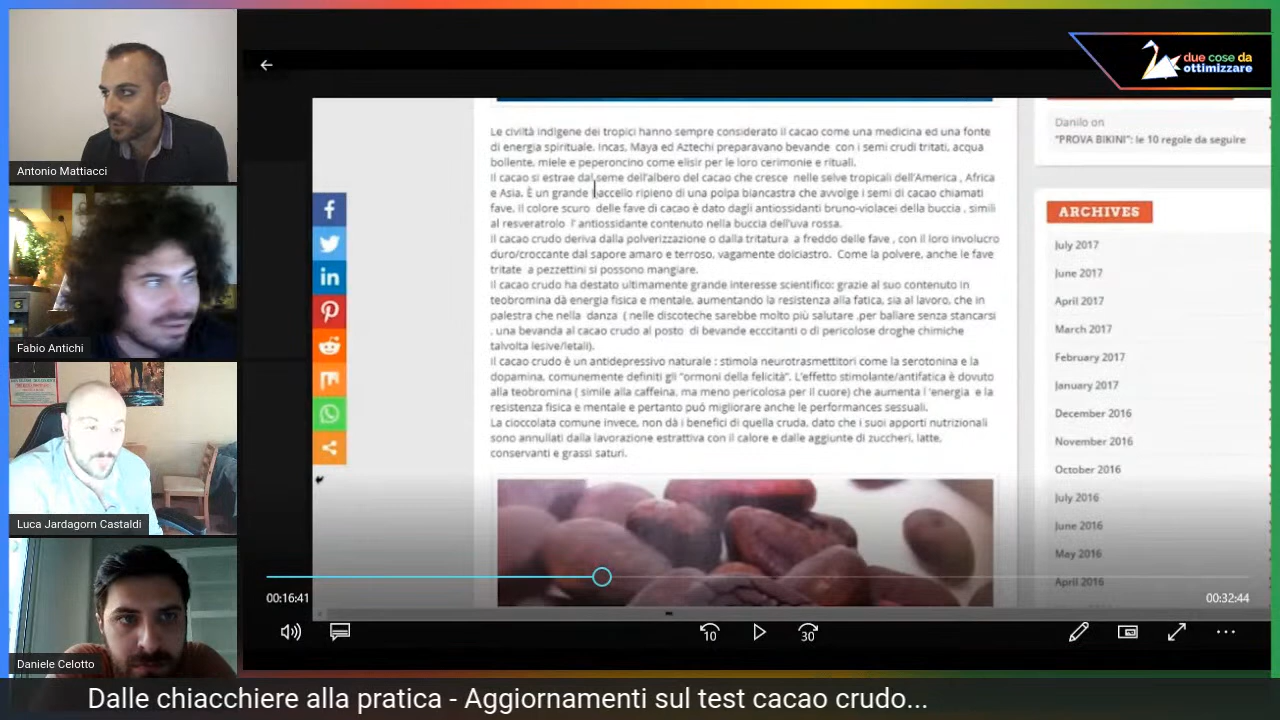 due cose da
ottimizzare
Antonio Mattiacci
Fabio Antichi
Luca Jardagorn Castaldi
Daniele Celotto
Le civiltà indigene dei tropici hanno sempre considerato il cacao come una medicina ed una fonte
di energia spirituale. Incas, Maya ed Aztechi preparavano bevande con i semi crudi tritati, acqua
bollente, miele e peperoncino come elisir per le loro cerimonie e rituali.
Il cacao si estrae dal seme dell'albero del cacao che cresce nelle selve tropicali dell'America , Africa
e Asia. È un grande baccello ripieno di una polpa biancastra che avvolge i semi di cacao chiamati
fave. Il colore scuro delle fave di cacao è dato dagli antiossidanti bruno-violacei della buccia , simili
al resveratrolo l' antiossidante contenuto nella buccia dell'uva rossa.
Il cacao crudo deriva dalla polverizzazione o dalla tritatura a freddo delle fave , con il loro involucro
duro/croccante dal sapore amaro e terroso, vagamente dolciastro. Come la polvere, anche le fave
tritate a pezzettini si possono mangiare.
Il cacao crudo ha destato ultimamente grande interesse scientifico: grazie al suo contenuto in
teobromina dà energia fisica e mentale, aumentando la resistenza alla fatica, sia al lavoro, che in
palestra che nella danza ( nelle discoteche sarebbe molto più salutare ,per ballare senza stancarsi
, una bevanda al cacao crudo al posto di bevande ecccitanti o di pericolose droghe chimiche
talvolta lesive/letali).
Il cacao crudo è un antidepressivo naturale : stimola neurotrasmettitori come la serotonina e la
dopamina, comunemente definiti gli "ormoni della felicità". L'effetto stimolante/antifatica è dovuto
alla teobromina ( simile alla caffeina, ma meno pericolosa per il cuore) che aumenta l 'energia e la
resistenza fisica e mentale e pertanto può migliorare anche le performances sessuali.
La cioccolata comune invece, non dà i benefici di quella cruda, dato che i suoi apporti nutrizionali
sono annullati dalla lavorazione estrattiva con il calore e dalle aggiunte di zuccheri, latte,
conservanti e grassi saturi.
Danilo on
"PROVA BIKINI": le 10 regole da seguire
ARCHIVES
July 2017
June 2017
April 2017
March 2017
February 2017
January 2017
December 2016
November 2016
October 2016
July 2016
June 2016
May 2016
April 2016
00:16:41
00:32:44
10
30
Dalle chiacchiere alla pratica - Aggiornamenti sul test cacao crudo...